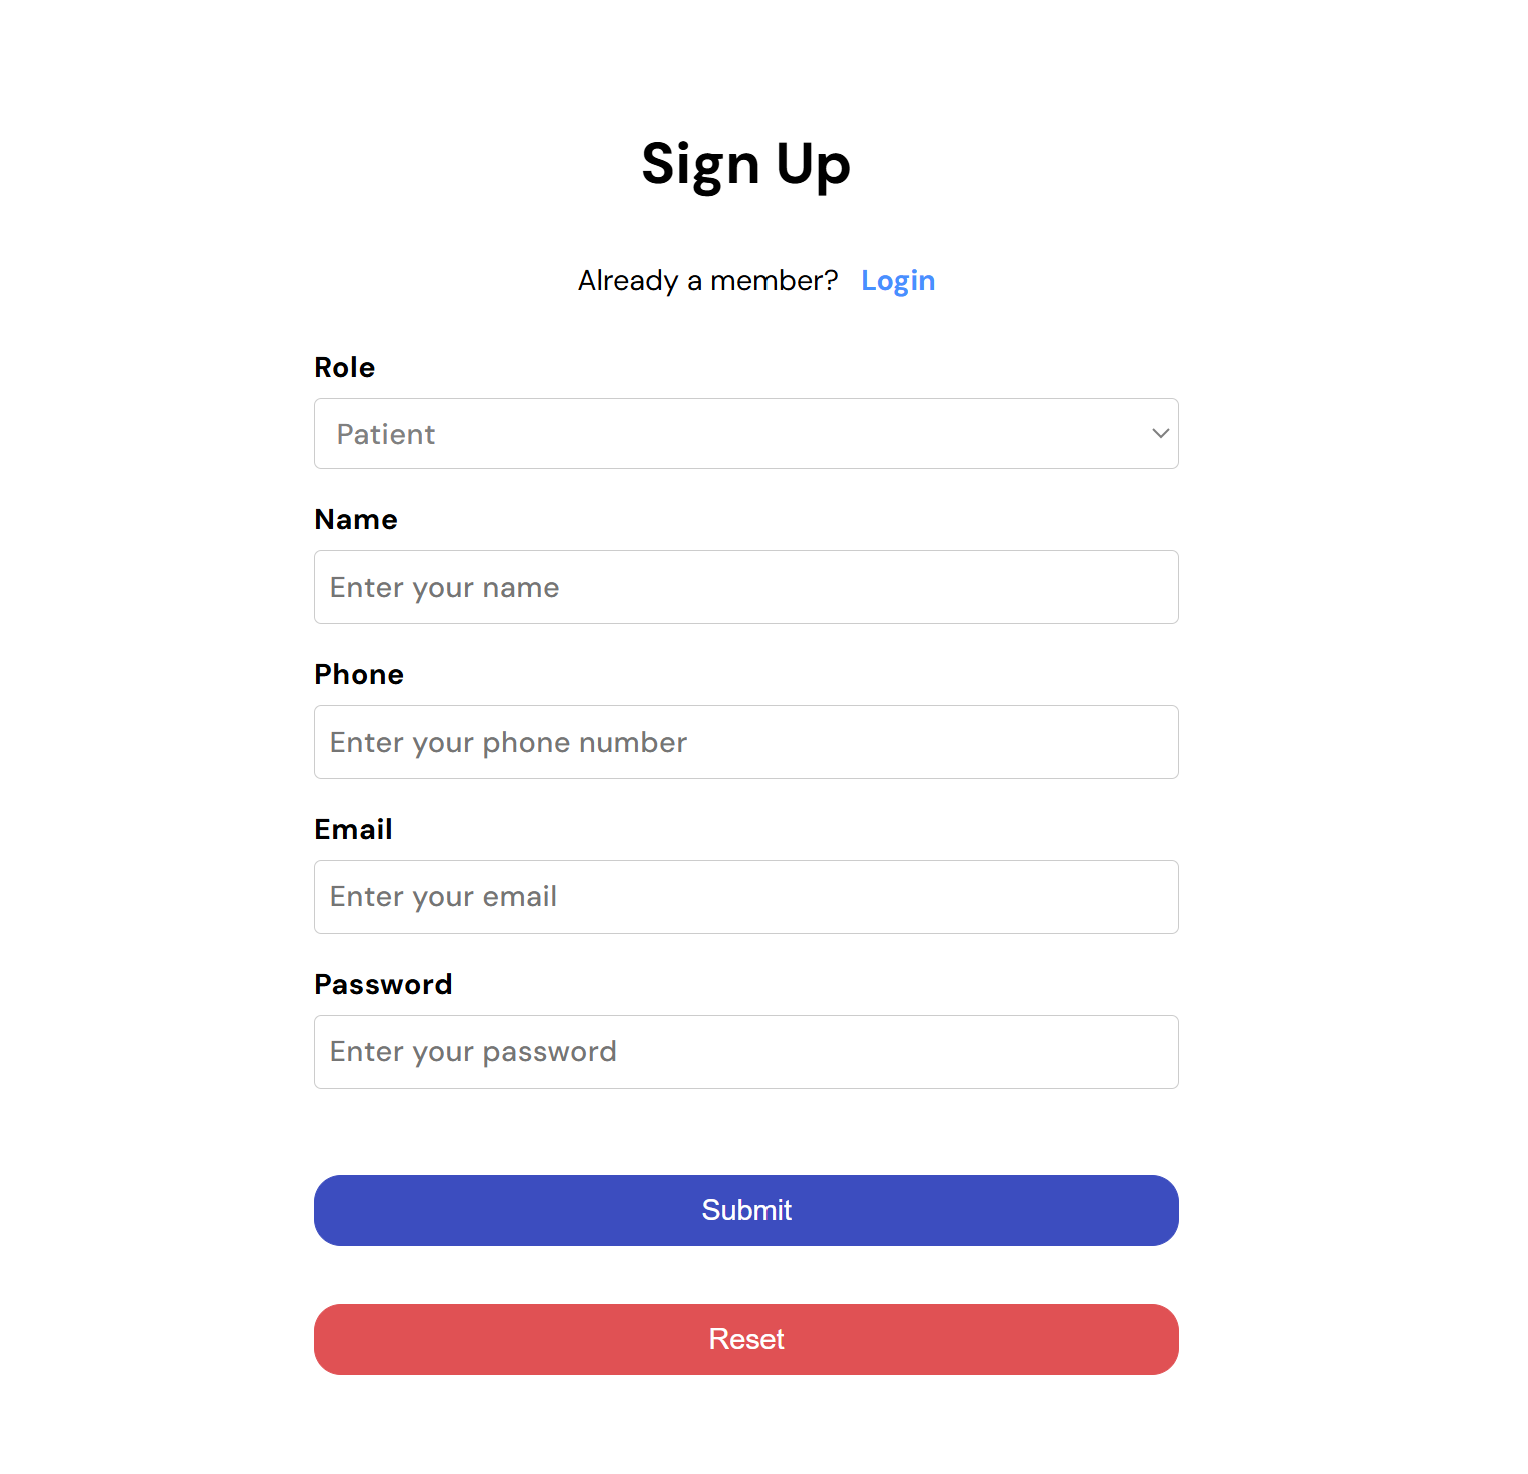 Sign Up
Already a member? Login
Role
Patient
Name
Enter your name
Phone
Enter your phone number
Email
Enter your email
Password
Enter your password
Submit
Reset